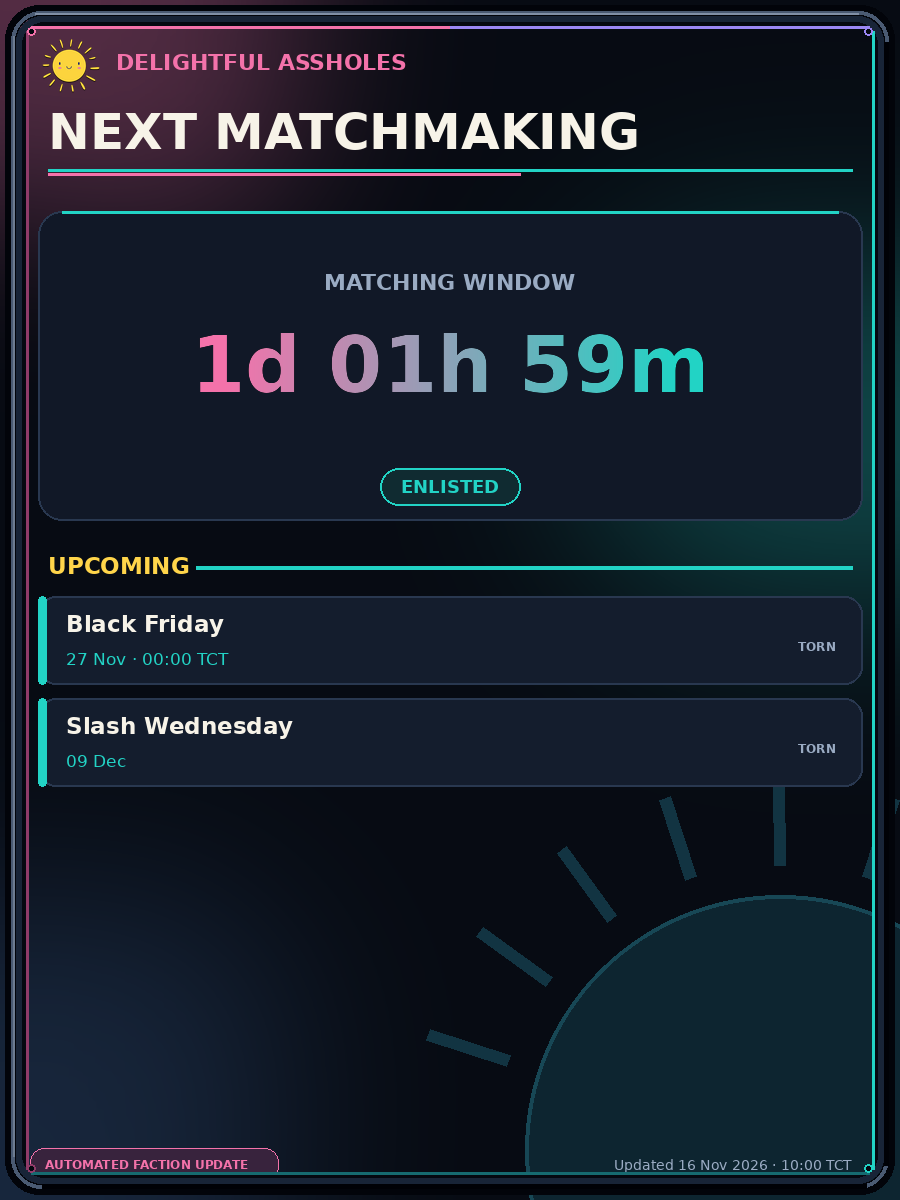 DELIGHTFUL ASSHOLES
NEXT MATCHMAKING
MATCHING WINDOW
1d 01h 59m
ENLISTED
UPCOMING
Black Friday
27 Nov · 00:00 TCT
TORN
Slash Wednesday
09 Dec
TORN
AUTOMATED FACTION UPDATE
Updated 16 Nov 2026 · 10:00 TCT